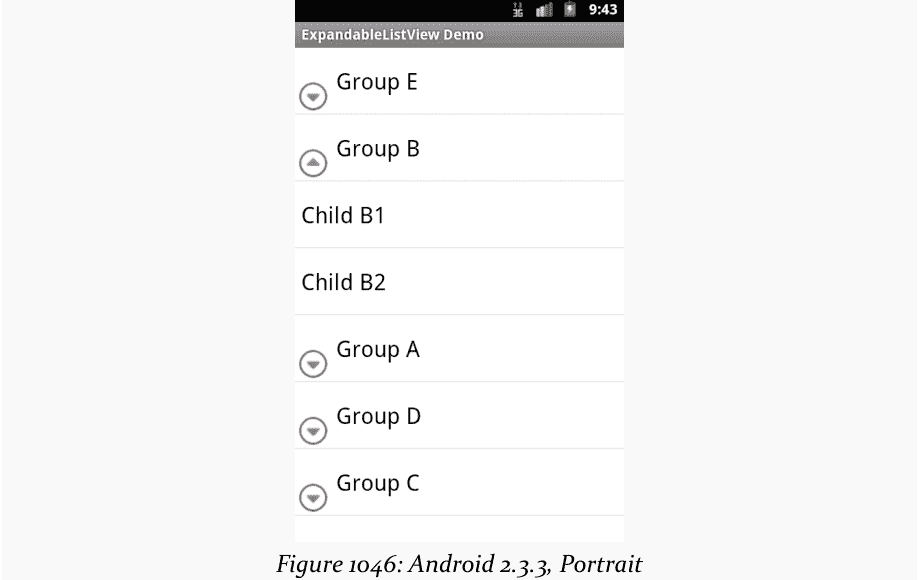 3G
9:43
ExpandableListView Demo
Group E
Group B
Child B1
Child B2
Group A
Group D
Group C
Figure 1046: Android 2.3.3, Portrait